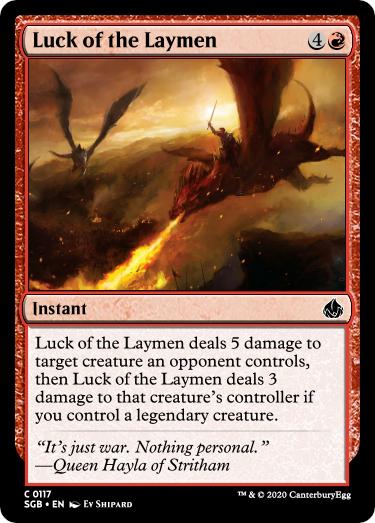 Luck of the Laymen 4
Instant
Luck of the Laymen deals 5 damage to
target creature an opponent controls,
then Luck of the Laymen deals 3
damage to that creature's controller if
you control a legendary creature.
“It's just war. Nothing personal.”
—Queen Hayla of Stritham
C 0117
SGB • EN Ev Shipard
™ & © 2020 CanterburyEgg